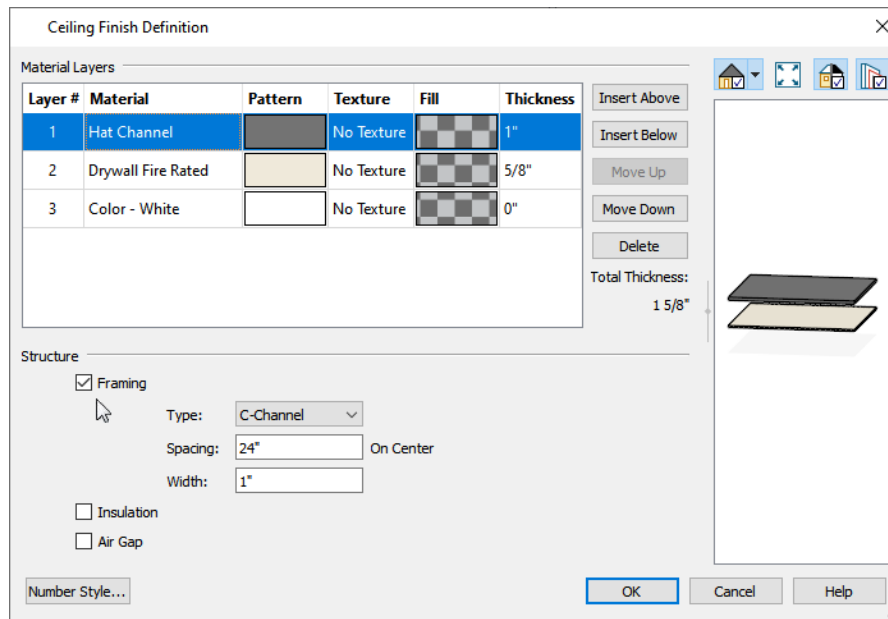 Ceiling Finish Definition
Material Layers
Layer # Material Pattern Texture Fill Thickness
1 Hat Channel No Texture 1"
2 Drywall Fire Rated No Texture 5/8"
3 Color - White No Texture 0"
Insert Above
Insert Below
Move Up
Move Down
Delete
Total Thickness:
1 5/8"
Structure
Framing
Type: C-Channel
Spacing: 24" On Center
Width: 1"
Insulation
Air Gap
Number Style... OK Cancel Help